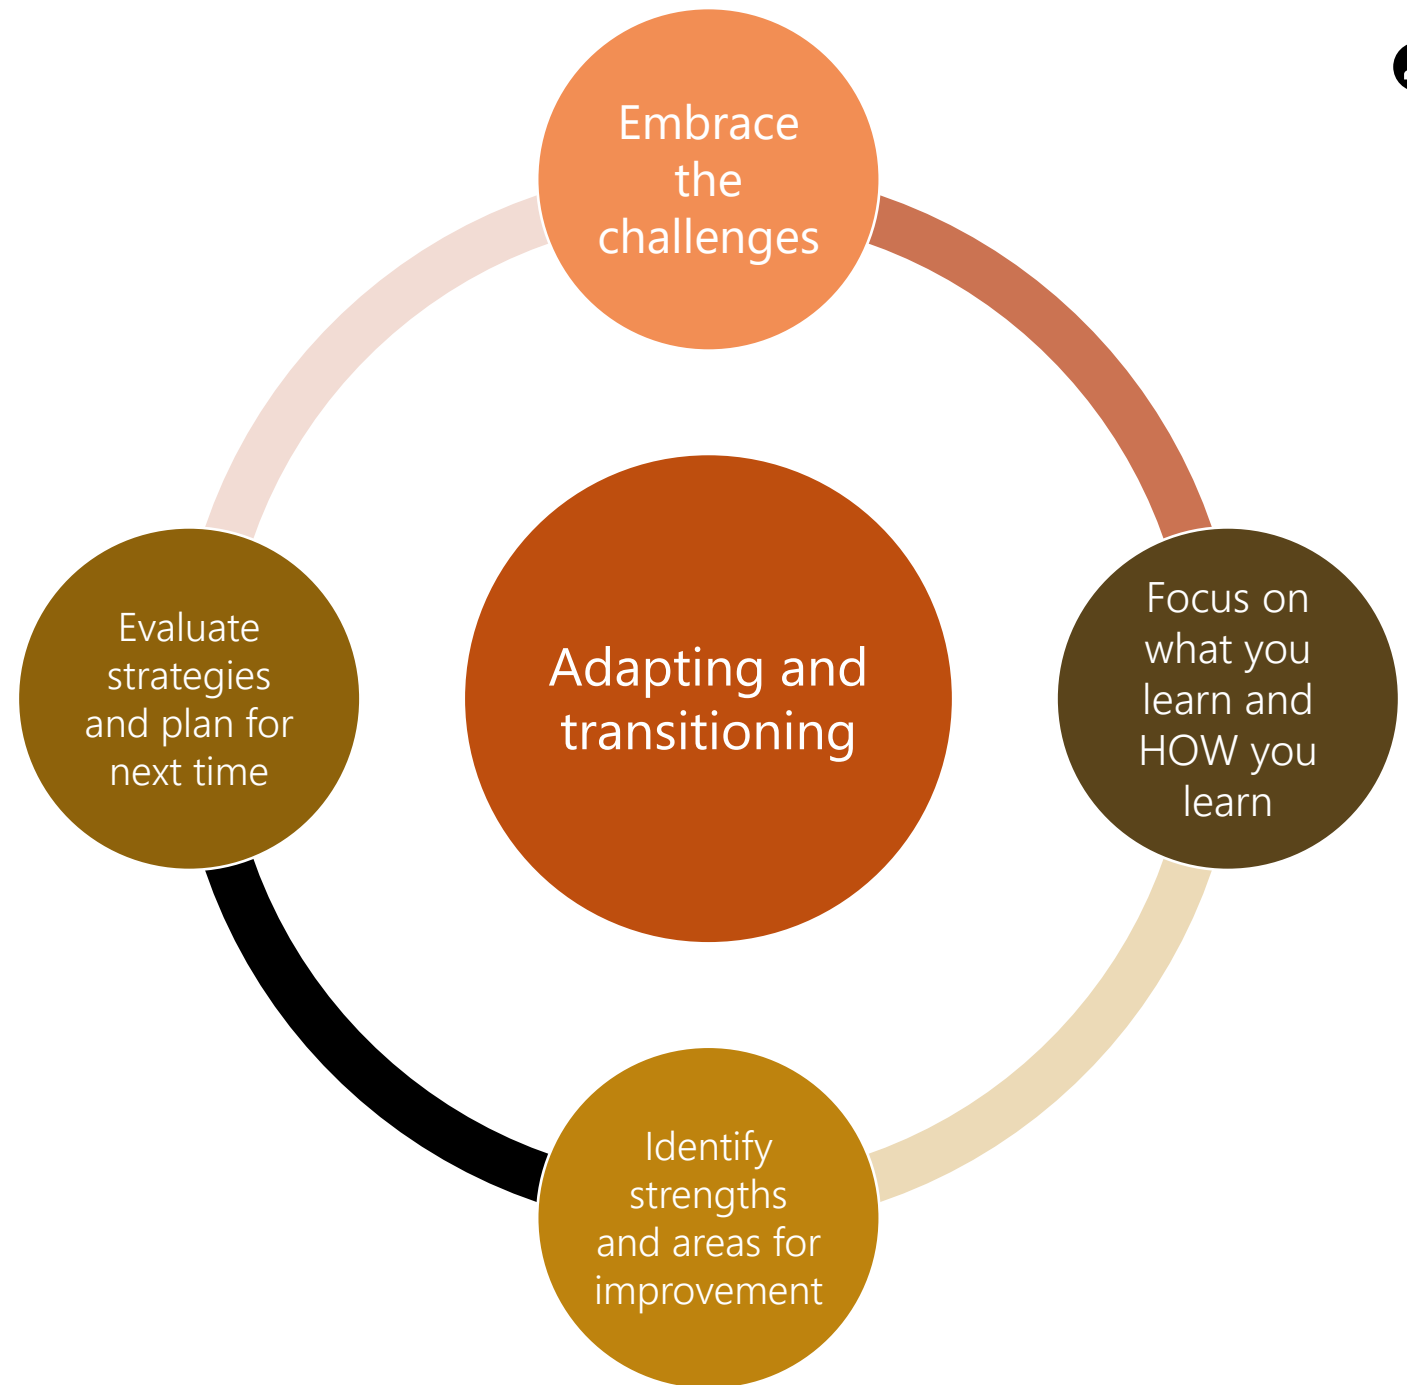 Embrace
the
challenges
Focus on
what you
learn and
HOW you
learn
Adapting and
transitioning
Evaluate
strategies
and plan for
next time
Identify
strengths
and areas for
improvement